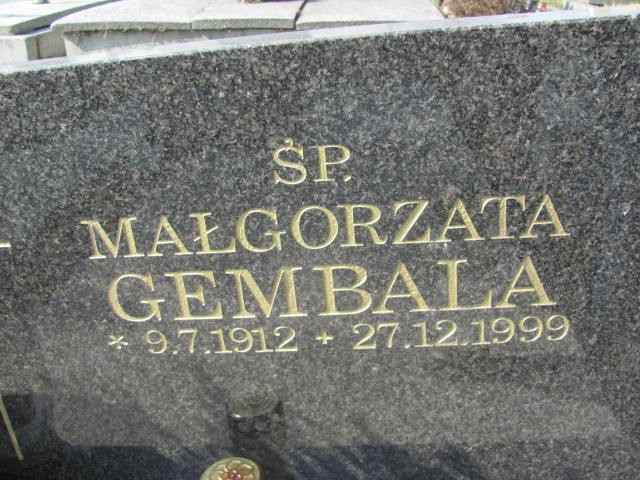 ŚP.
MAŁGORZATA
GEMBALA
* 9.7.1912 + 27.12.1999